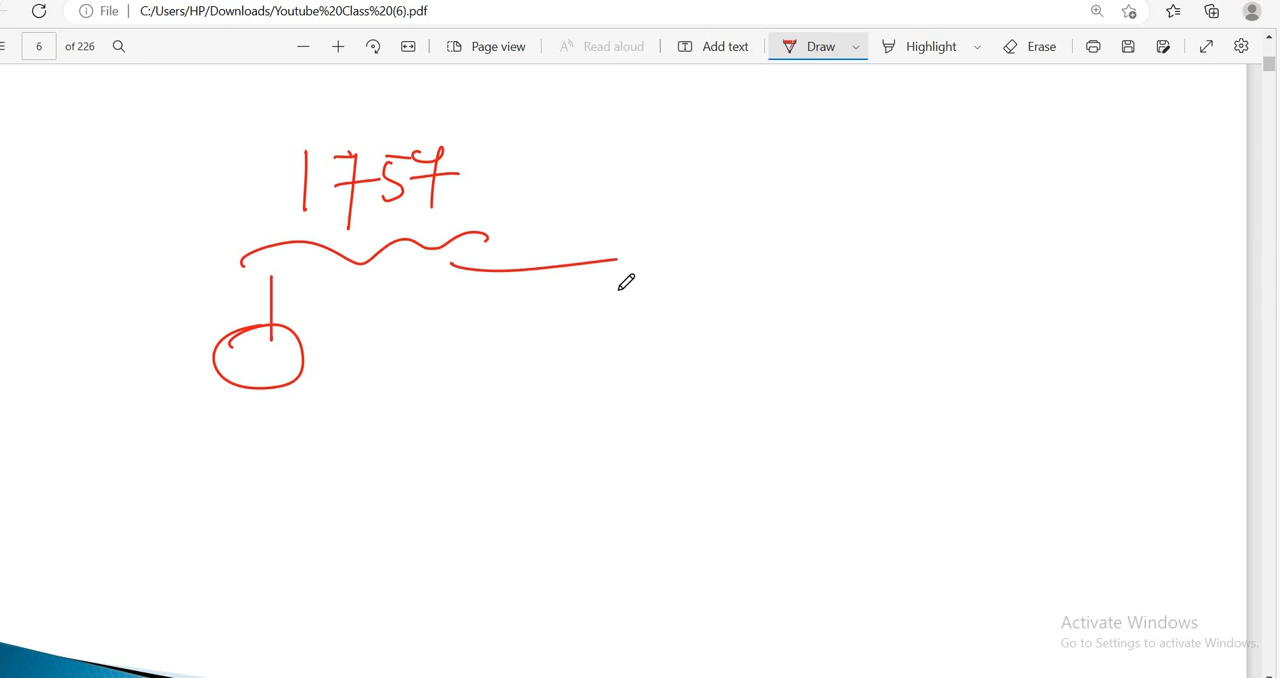 File C:/Users/HP/Downloads/Youtube%20Class%20(6).pdf
6 of 226 Page view Read aloud Add text Draw Highlight Erase
1757
Activate Windows
Go to Settings to activate Windows.